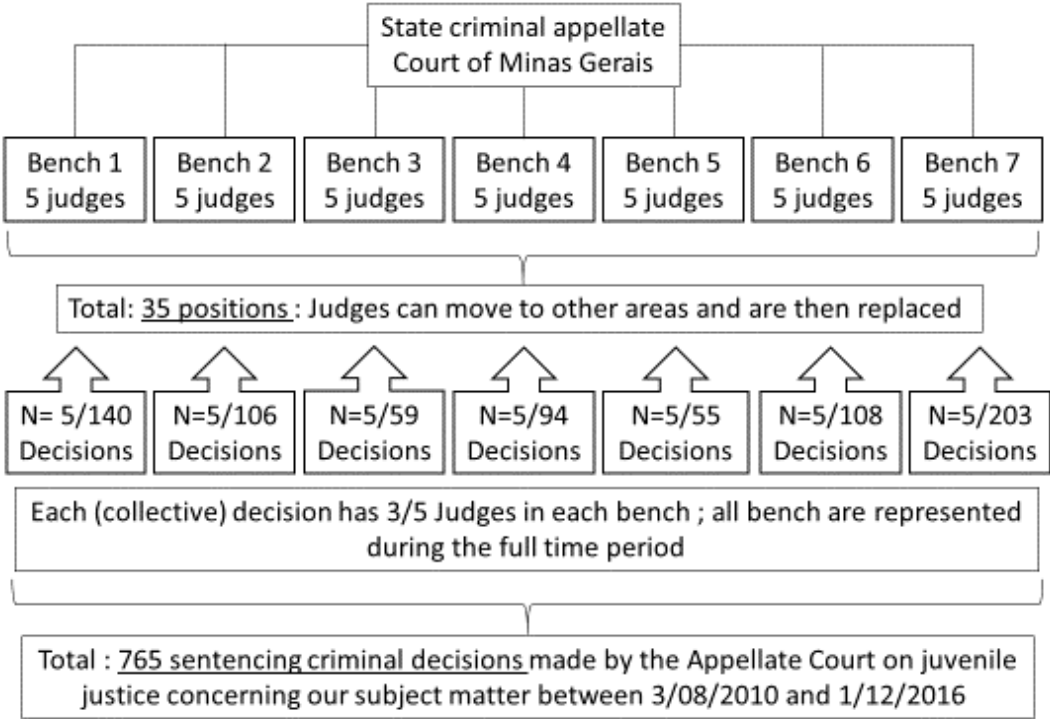 State criminal appellate
Court of Minas Gerais
Bench 1
5 judges
Bench 2
5 judges
Bench 3
5 judges
Bench 4
5 judges
Bench 5
5 judges
Bench 6
5 judges
Bench 7
5 judges
Total: 35 positions : Judges can move to other areas and are then replaced
N= 5/140
Decisions
N=5/106
Decisions
N=5/59
Decisions
N=5/94
Decisions
N=5/55
Decisions
N=5/108
Decisions
N=5/203
Decisions
Each (collective) decision has 3/5 Judges in each bench ; all bench are represented
during the full time period
Total : 765 sentencing criminal decisions made by the Appellate Court on juvenile
justice concerning our subject matter between 3/08/2010 and 1/12/2016